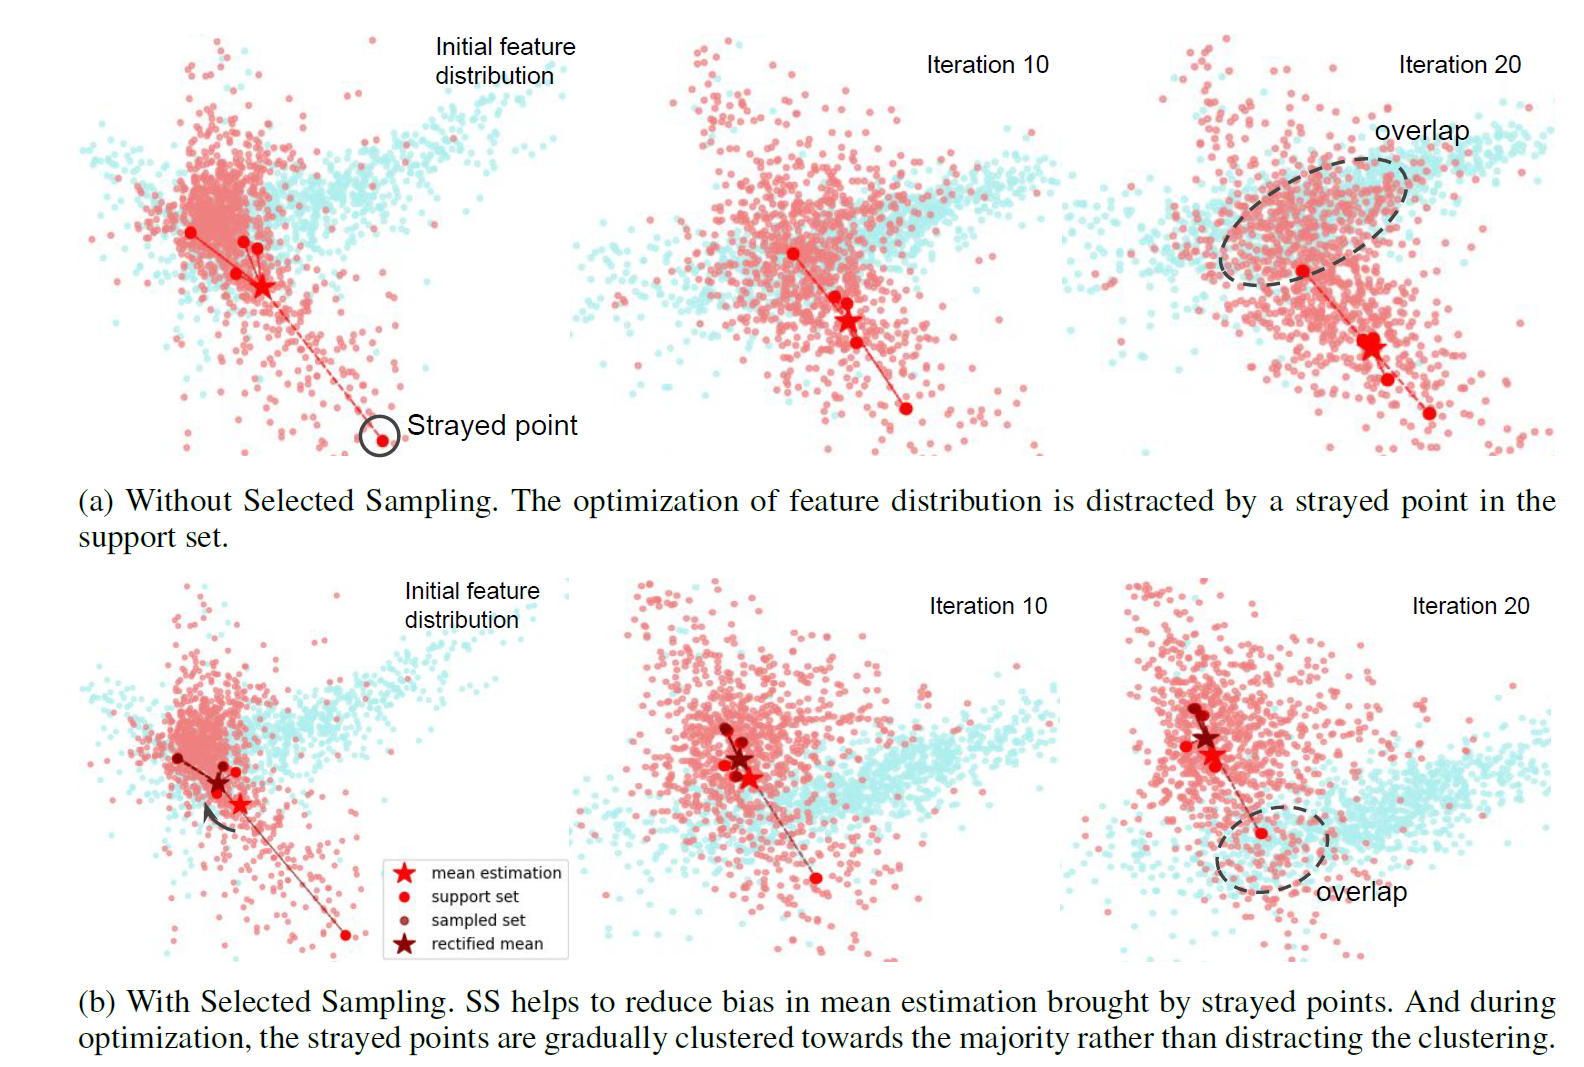 Initial feature
distribution
Iteration 10
Iteration 20
overlap
Strayed point
(a) Without Selected Sampling. The optimization of feature distribution is distracted by a strayed point in the
support set.
Initial feature
distribution
Iteration 10
Iteration 20
mean estimation
support set
sampled set
rectified mean
overlap
(b) With Selected Sampling. SS helps to reduce bias in mean estimation brought by strayed points. And during
optimization, the strayed points are gradually clustered towards the majority rather than distracting the clustering.